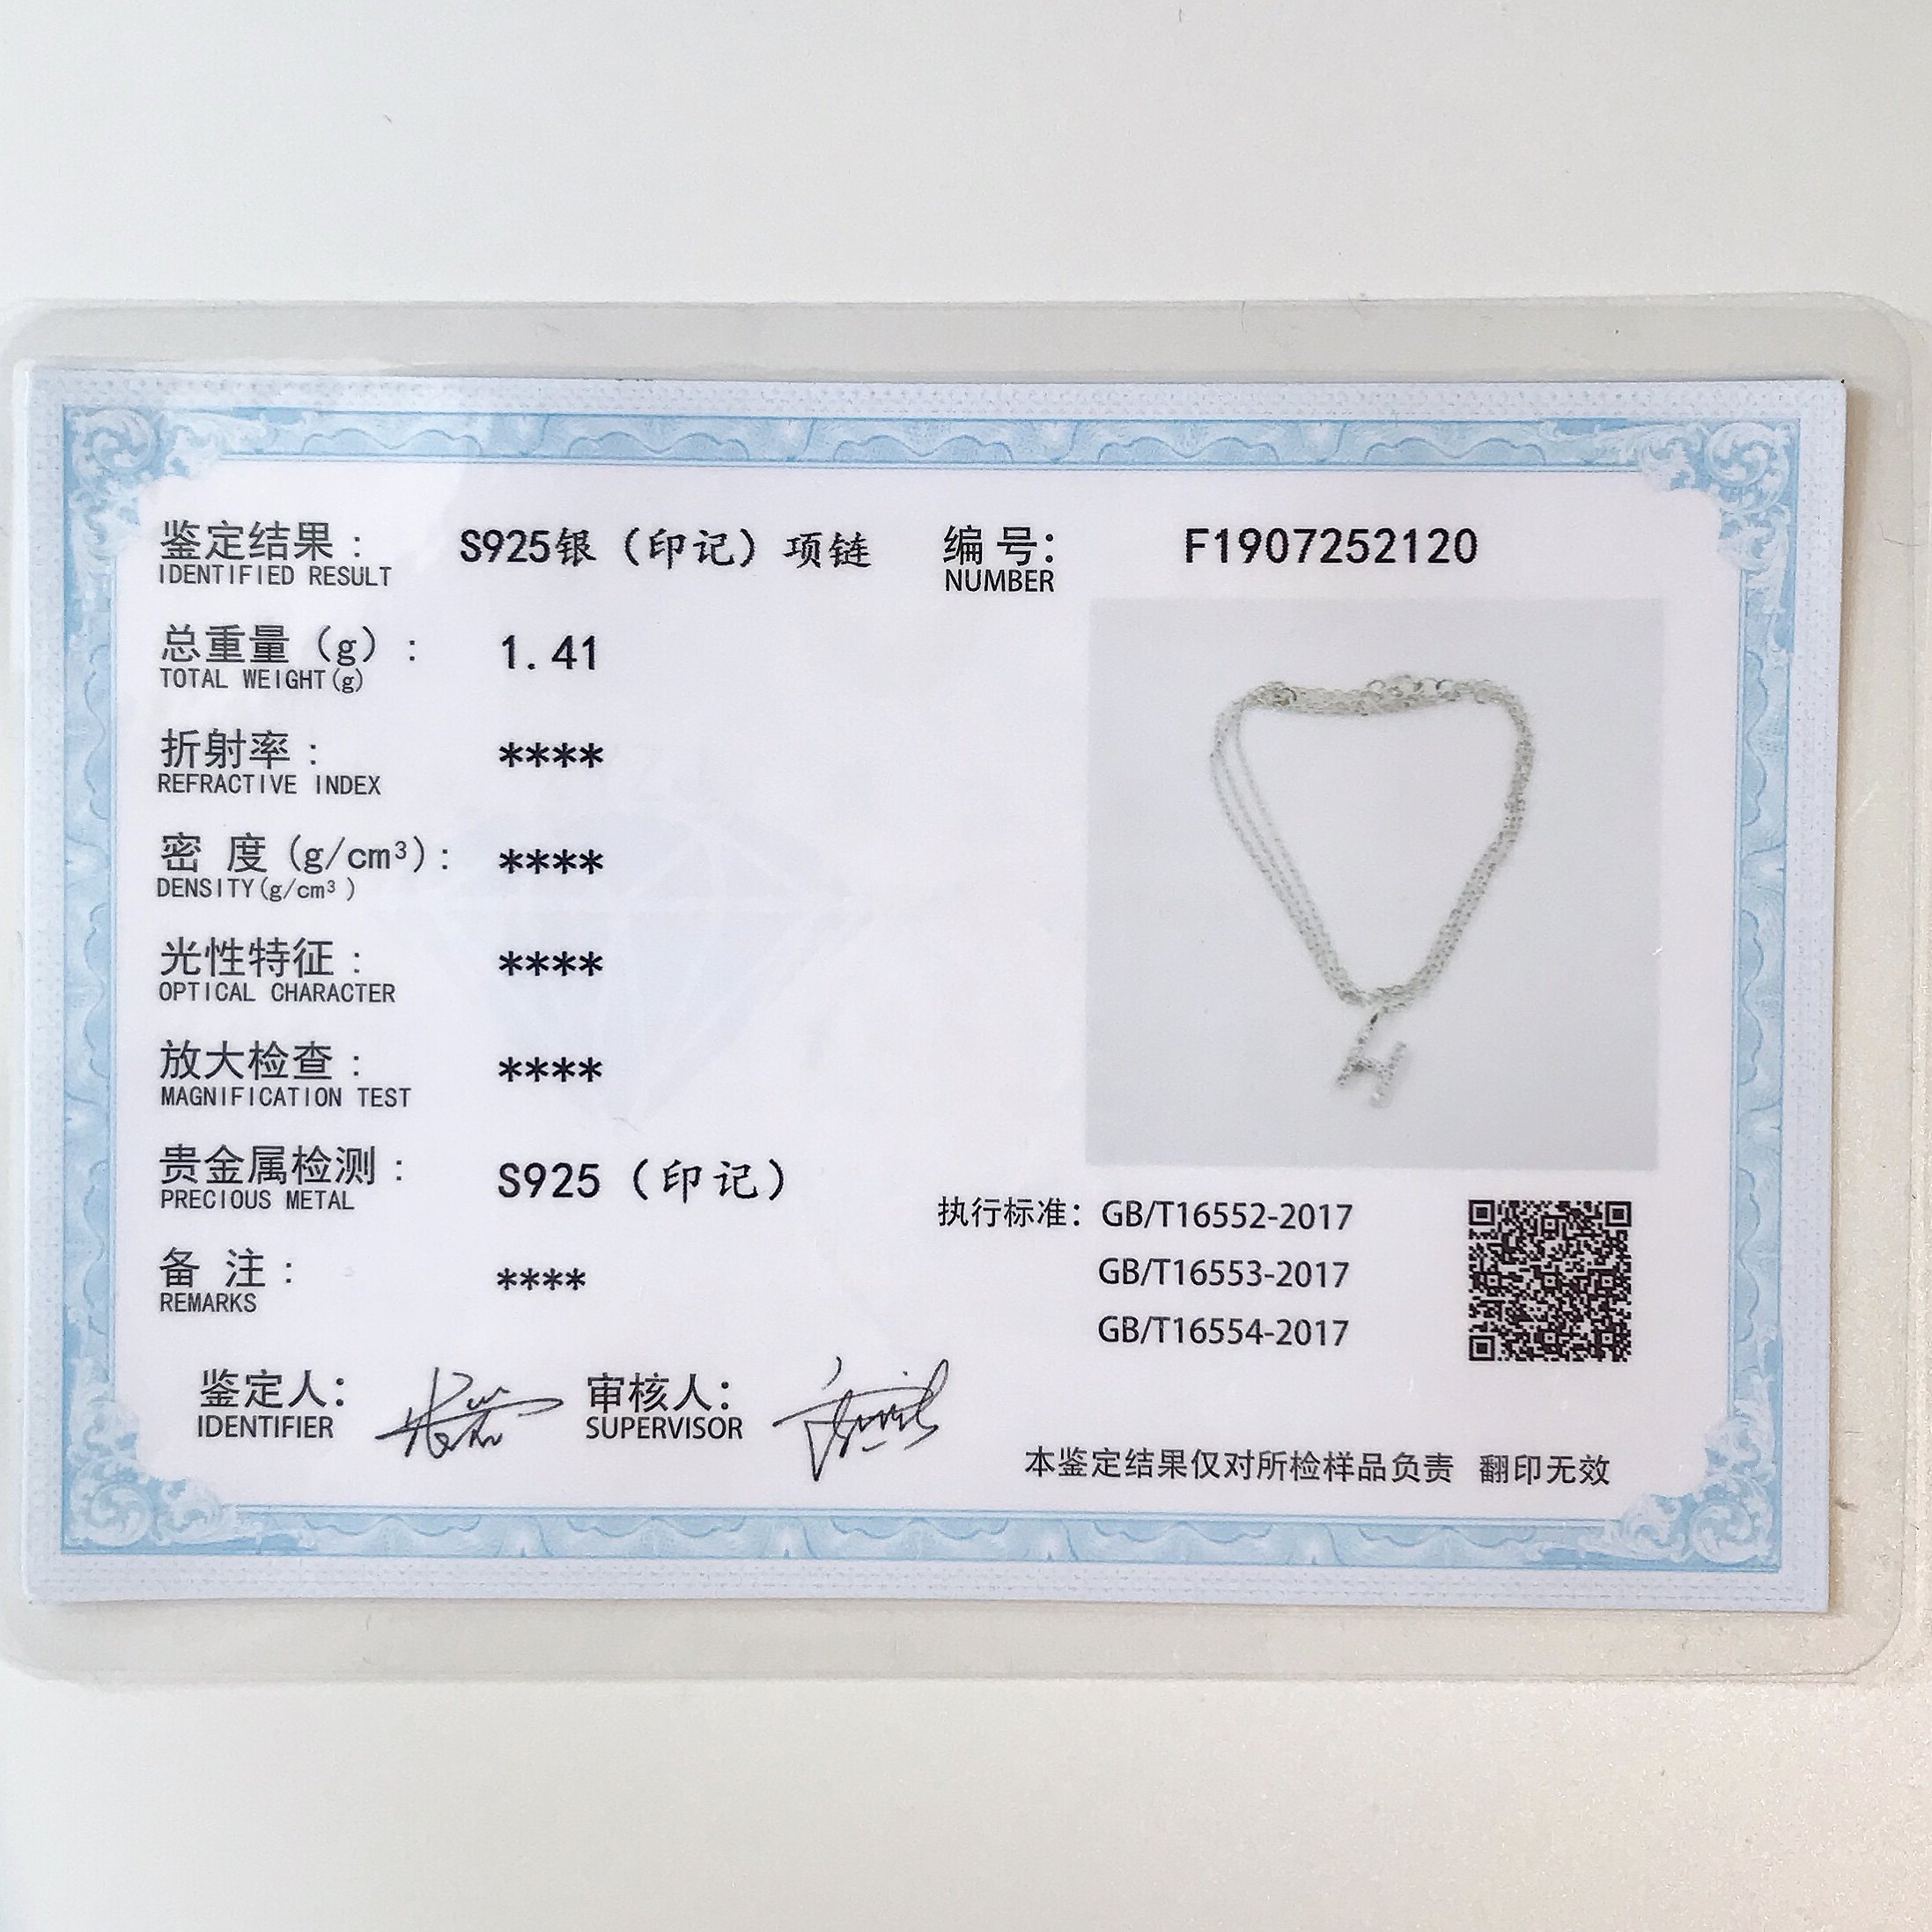 鉴定结果： S925银（印记）项链
IDENTIFIED RESULT
编号： F1907252120
NUMBER
总重量（g）： 1.41
TOTAL WEIGHT(g)
折射率： ****
REFRACTIVE INDEX
密 度(g/cm³)： ****
DENSITY(g/cm³)
光性特征： ****
OPTICAL CHARACTER
放大检查： ****
MAGNIFICATION TEST
贵金属检测： S925（印记）
PRECIOUS METAL
备 注： ****
REMARKS
H
执行标准：GB/T16552-2017
GB/T16553-2017
GB/T16554-2017
鉴定人：
IDENTIFIER
审核人：
SUPERVISOR
本鉴定结果仅对所检样品负责 翻印无效